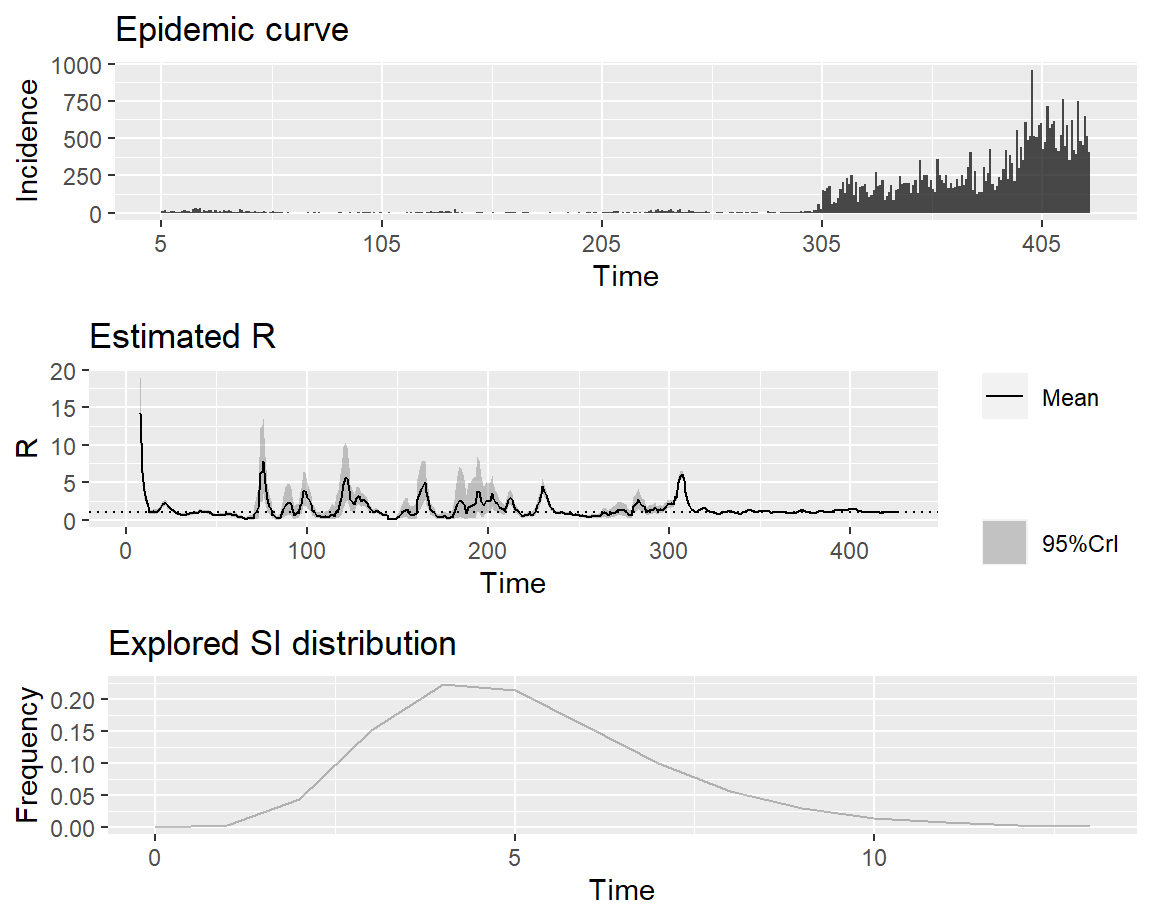 Epidemic curve
Incidence
1000
750
500
250
0
5 105 205 305 405
Time
Estimated R
R
20
15
10
5
0
0 100 200 300 400
Time
Mean
95%CrI
Explored SI distribution
Frequency
0.20
0.15
0.10
0.05
0.00
0 5 10
Time